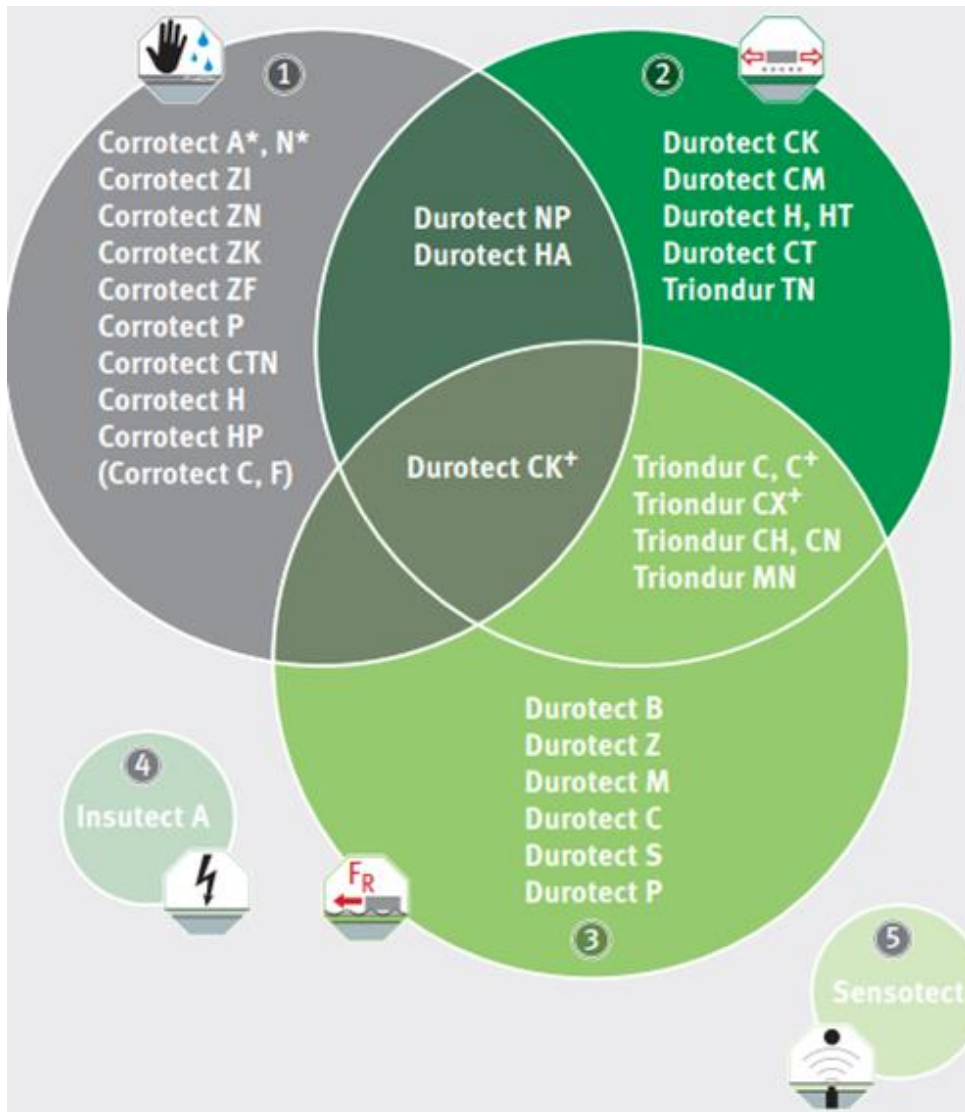 1
Corrotect A*, N*
Corrotect ZI
Corrotect ZN
Corrotect ZK
Corrotect ZF
Corrotect P
Corrotect CTN
Corrotect H
Corrotect HP
(Corrotect C, F)
Durotect NP
Durotect HA
2
Durotect CK
Durotect CM
Durotect H, HT
Durotect CT
Triondur TN
Durotect CK⁺
Triondur C, C⁺
Triondur CX⁺
Triondur CH, CN
Triondur MN
Durotect B
Durotect Z
Durotect M
Durotect C
Durotect S
Durotect P
3
FR
4
Insutect A
5
Sensotect